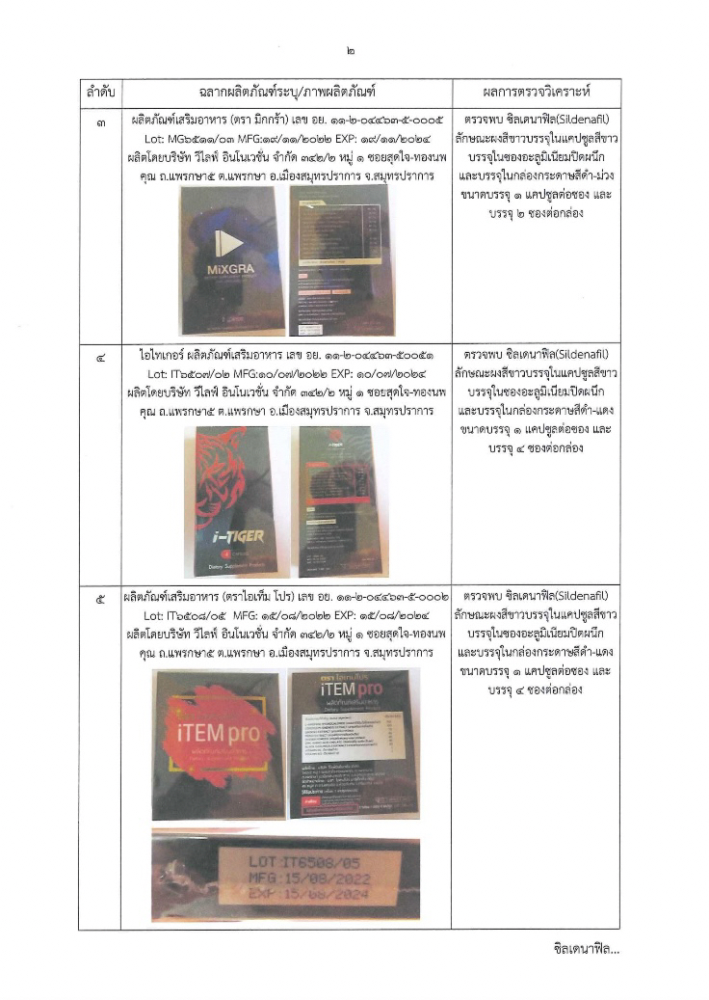 ๒
ลำดับ
ฉลากผลิตภัณฑ์ระบุ/ภาพผลิตภัณฑ์
ผลการตรวจวิเคราะห์
๓
ผลิตภัณฑ์เสริมอาหาร (ตรา มิกกร้า) เลข อย. ๑๑-๒-๐๔๔๖๓-๕-๐๐๐๕
Lot: MG๖๕๑๑/๐๓ MFG:๑๙/๑๑/๒๐๒๒ EXP: ๑๙/๑๑/๒๐๒๔
ผลิตโดยบริษัท วีไลฟ์ อินโนเวชั่น จำกัด ๓๔๒/๒ หมู่ ๑ ซอยสุดใจ-ทองนพ
คุณ ถ.แพรกษา๕ ต.แพรกษา อ.เมืองสมุทรปราการ จ.สมุทรปราการ
MiXGRA
ตรวจพบ ซิลเดนาฟิล(Sildenafil)
ลักษณะผงสีขาวบรรจุในแคปซูลสีขาว
บรรจุในซองอะลูมิเนียมปิดผนึก
และบรรจุในกล่องกระดาษสีดำ-ม่วง
ขนาดบรรจุ ๑ แคปซูลต่อซอง และ
บรรจุ ๒ ซองต่อกล่อง
๔
ไอไทเกอร์ ผลิตภัณฑ์เสริมอาหาร เลข อย. ๑๑-๒-๐๔๔๖๓-๕๐๐๕๑
Lot: IT๖๕๐๗/๐๒ MFG:๑๐/๐๗/๒๐๒๒ EXP: ๑๐/๐๗/๒๐๒๔
ผลิตโดยบริษัท วีไลฟ์ อินโนเวชั่น จำกัด ๓๔๒/๒ หมู่ ๑ ซอยสุดใจ-ทองนพ
คุณ ถ.แพรกษา๕ ต.แพรกษา อ.เมืองสมุทรปราการ จ.สมุทรปราการ
i-TIGER
Dietary Supplement Product
i-TIGER
ตรวจพบ ซิลเดนาฟิล(Sildenafil)
ลักษณะผงสีขาวบรรจุในแคปซูลสีขาว
บรรจุในซองอะลูมิเนียมปิดผนึก
และบรรจุในกล่องกระดาษสีดำ-แดง
ขนาดบรรจุ ๑ แคปซูลต่อซอง และ
บรรจุ ๔ ซองต่อกล่อง
๕
ผลิตภัณฑ์เสริมอาหาร (ตราไอเท็ม โปร) เลข อย. ๑๑-๒-๐๔๔๖๓-๕-๐๐๐๒
Lot: IT๖๕๐๘/๐๕ MFG: ๑๕/๐๘/๒๐๒๒ EXP: ๑๕/๐๘/๒๐๒๔
ผลิตโดยบริษัท วีไลฟ์ อินโนเวชั่น จำกัด ๓๔๒/๒ หมู่ ๑ ซอยสุดใจ-ทองนพ
คุณ ถ.แพรกษา๕ ต.แพรกษา อ.เมืองสมุทรปราการ จ.สมุทรปราการ
iTEM pro
ผลิตภัณฑ์เสริมอาหาร
ตรา ไอเทมโปร
iTEM pro
ผลิตภัณฑ์เสริมอาหาร
Dietary Supplement Product
LOT:IT6508/05
MFG:15/08/2022
EXP:15/08/2024
ตรวจพบ ซิลเดนาฟิล(Sildenafil)
ลักษณะผงสีขาวบรรจุในแคปซูลสีขาว
บรรจุในซองอะลูมิเนียมปิดผนึก
และบรรจุในกล่องกระดาษสีดำ-แดง
ขนาดบรรจุ ๑ แคปซูลต่อซอง และ
บรรจุ ๔ ซองต่อกล่อง
ซิลเดนาฟิล...